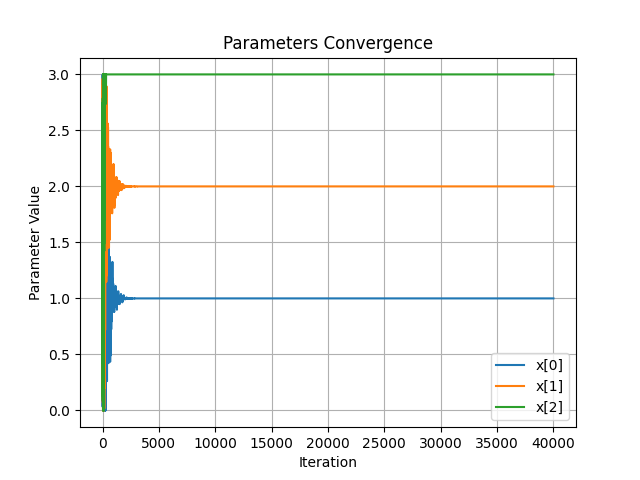 Parameters Convergence
Parameter Value
3.0
2.5
2.0
1.5
1.0
0.5
0.0
x[0]
x[1]
x[2]
0 5000 10000 15000 20000 25000 30000 35000 40000
Iteration